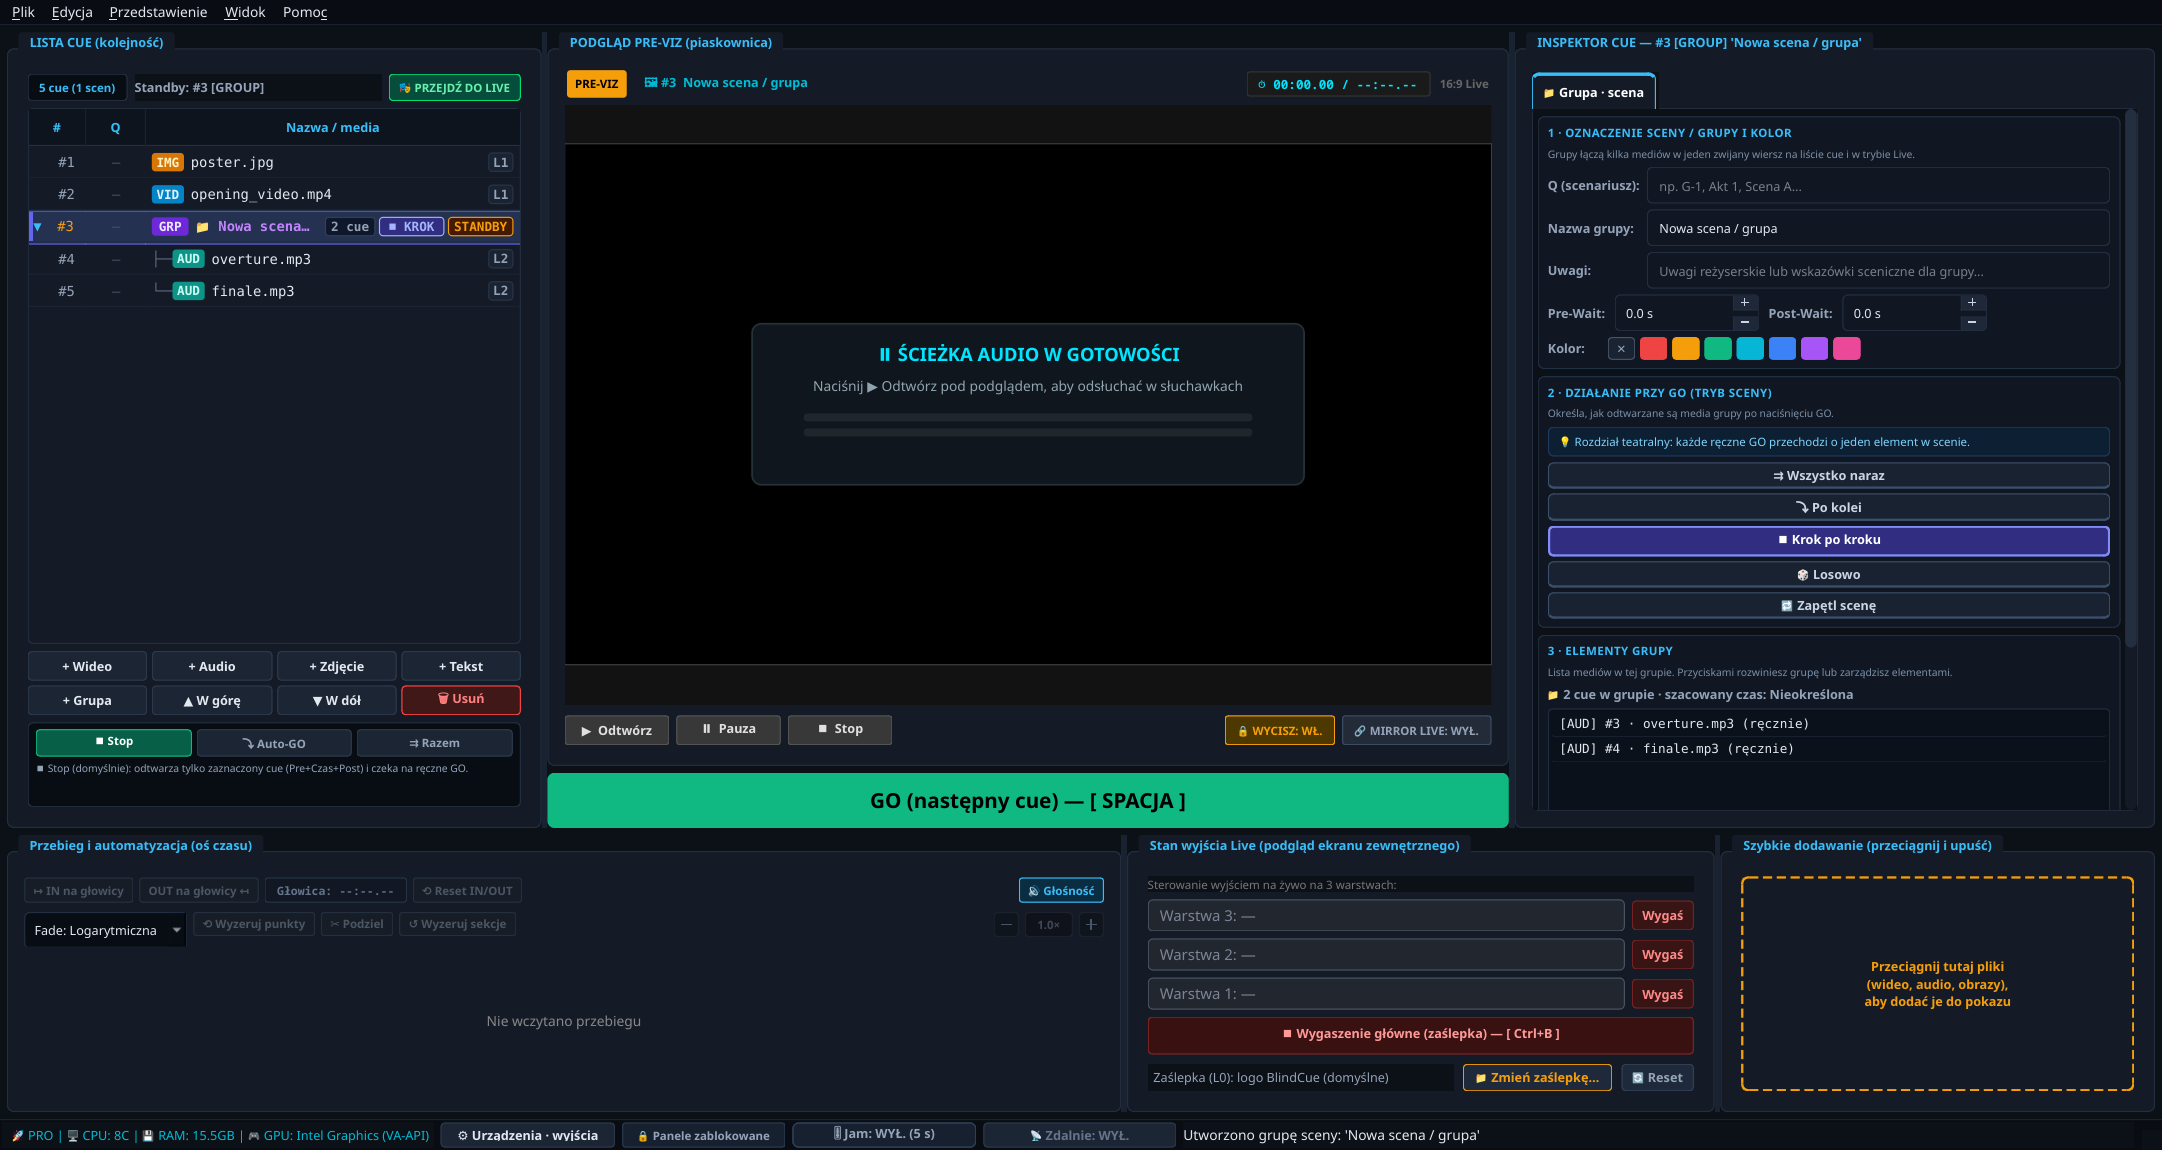 Plik Edycja Przedstawienie Widok Pomoc
LISTA CUE (kolejność)
5 cue (1 scen) Standby: #3 [GROUP] PRZEJDŹ DO LIVE
# Q Nazwa / media
#1 — IMG poster.jpg L1
#2 — VID opening_video.mp4 L1
▼ #3 — GRP Nowa scena… 2 cue ■ KROK STANDBY
#4 — AUD overture.mp3 L2
#5 — AUD finale.mp3 L2
+ Wideo + Audio + Zdjęcie + Tekst
+ Grupa ▲ W górę ▼ W dół Usuń
■ Stop ⤵ Auto-GO ⇉ Razem
■ Stop (domyślnie): odtwarza tylko zaznaczony cue (Pre+Czas+Post) i czeka na ręczne GO.
PODGLĄD PRE-VIZ (piaskownica)
PRE-VIZ #3 Nowa scena / grupa 00:00.00 / --:--.-- 16:9 Live
⏸ ŚCIEŻKA AUDIO W GOTOWOŚCI
Naciśnij ▶ Odtwórz pod podglądem, aby odsłuchać w słuchawkach
▶ Odtwórz ⏸ Pauza ■ Stop WYCISZ: WŁ. MIRROR LIVE: WYŁ.
GO (następny cue) — [ SPACJA ]
INSPEKTOR CUE — #3 [GROUP] 'Nowa scena / grupa'
Grupa · scena
1 · OZNACZENIE SCENY / GRUPY I KOLOR
Grupy łączą kilka mediów w jeden zwijany wiersz na liście cue i w trybie Live.
Q (scenariusz): np. G-1, Akt 1, Scena A...
Nazwa grupy: Nowa scena / grupa
Uwagi: Uwagi reżyserskie lub wskazówki sceniczne dla grupy...
Pre-Wait: 0.0 s + − Post-Wait: 0.0 s + −
Kolor: ×
2 · DZIAŁANIE PRZY GO (TRYB SCENY)
Określa, jak odtwarzane są media grupy po naciśnięciu GO.
Rozdział teatralny: każde ręczne GO przechodzi o jeden element w scenie.
⇉ Wszystko naraz
⤵ Po kolei
■ Krok po kroku
Losowo
Zapętl scenę
3 · ELEMENTY GRUPY
Lista mediów w tej grupie. Przyciskami rozwiniesz grupę lub zarządzisz elementami.
2 cue w grupie · szacowany czas: Nieokreślona
[AUD] #3 · overture.mp3 (ręcznie)
[AUD] #4 · finale.mp3 (ręcznie)
Przebieg i automatyzacja (oś czasu)
↦ IN na głowicy OUT na głowicy ↤ Głowica: --:--.-- ⟲ Reset IN/OUT Głośność
Fade: Logarytmiczna ⟲ Wyzeruj punkty ✂ Podziel ↺ Wyzeruj sekcje − 1.0× +
Nie wczytano przebiegu
Stan wyjścia Live (podgląd ekranu zewnętrznego)
Sterowanie wyjściem na żywo na 3 warstwach:
Warstwa 3: — Wygaś
Warstwa 2: — Wygaś
Warstwa 1: — Wygaś
■ Wygaszenie główne (zaślepka) — [ Ctrl+B ]
Zaślepka (L0): logo BlindCue (domyślne) Zmień zaślepkę... Reset
Szybkie dodawanie (przeciągnij i upuść)
Przeciągnij tutaj pliki
(wideo, audio, obrazy),
aby dodać je do pokazu
PRO | CPU: 8C | RAM: 15.5GB | GPU: Intel Graphics (VA-API) ⚙ Urządzenia · wyjścia Panele zablokowane Jam: WYŁ. (5 s) Zdalnie: WYŁ. Utworzono grupę sceny: 'Nowa scena / grupa'